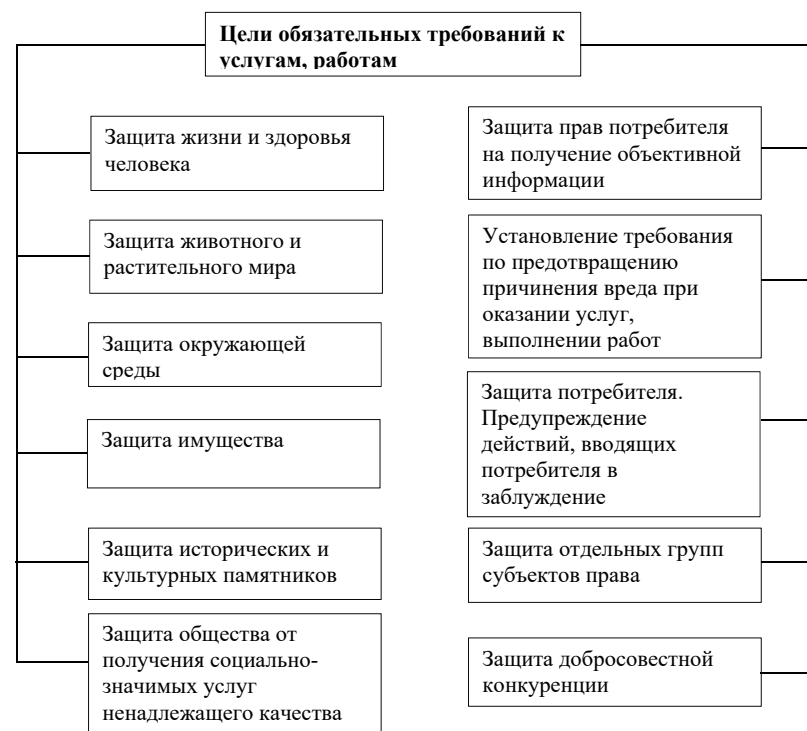 Цели обязательных требований к
услугам, работам
Защита жизни и здоровья
человека
Защита животного и
растительного мира
Защита окружающей
среды
Защита имущества
Защита исторических и
культурных памятников
Защита общества от
получения социально-
значимых услуг
ненадлежащего качества
Защита прав потребителя
на получение объективной
информации
Установление требования
по предотвращению
причинения вреда при
оказании услуг,
выполнении работ
Защита потребителя.
Предупреждение
действий, вводящих
потребителя в
заблуждение
Защита отдельных групп
субъектов права
Защита добросовестной
конкуренции